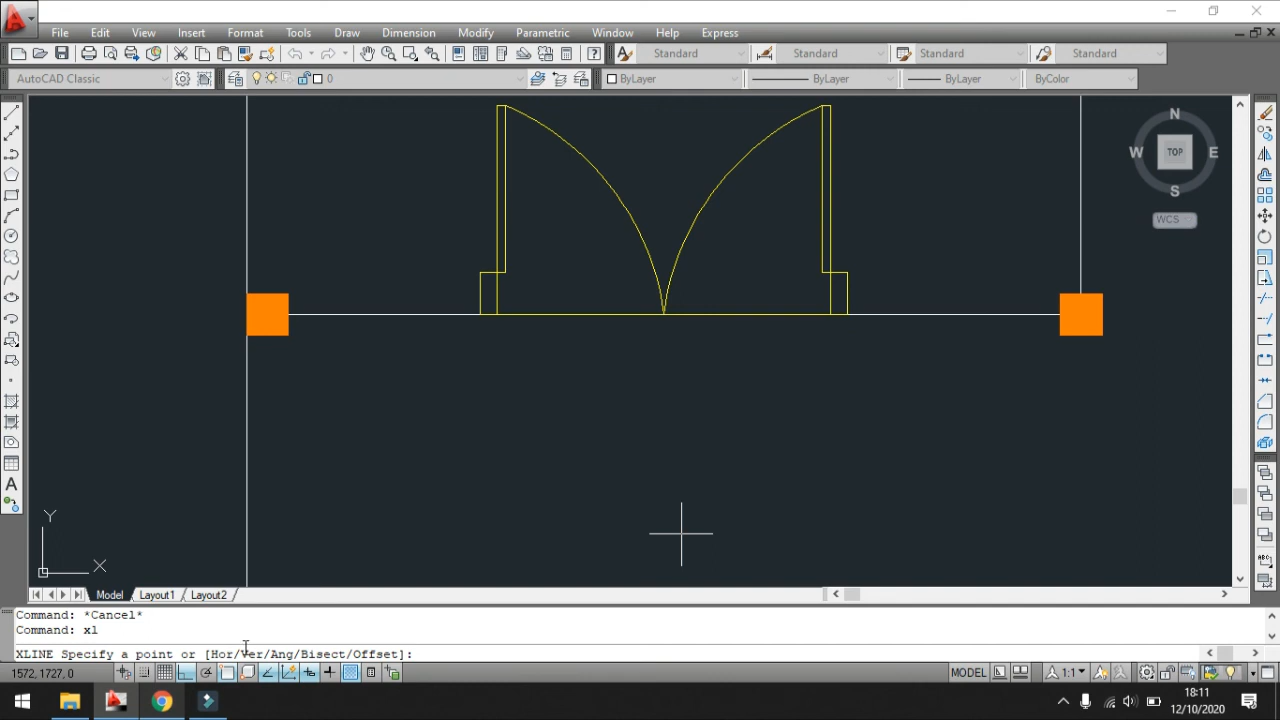 File Edit View Insert Format Tools Draw Dimension Modify Parametric Window Help Express
Standard Standard Standard Standard
AutoCAD Classic 0 ByLayer ByLayer ByLayer ByColor
N
W TOP E
S
WCS
Y
X
Model Layout1 Layout2
Command: *Cancel*
Command: xl
XLINE Specify a point or [Hor/Ver/Ang/Bisect/Offset]:
1572, 1727, 0 MODEL 1:1
18:11
12/10/2020